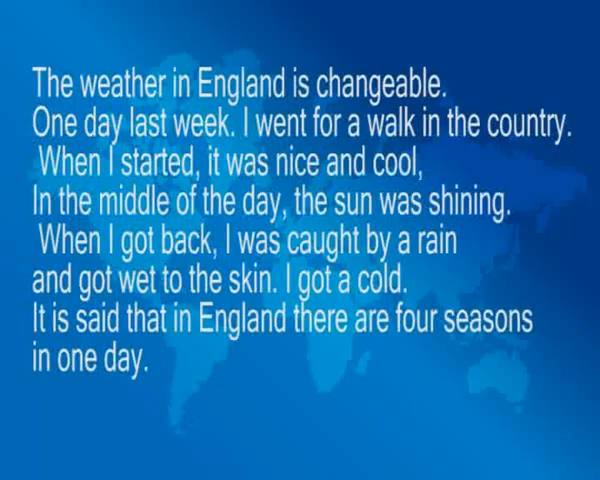 The weather in England is changeable.
One day last week. I went for a walk in the country.
When I started, it was nice and cool,
In the middle of the day, the sun was shining.
When I got back, I was caught by a rain
and got wet to the skin. I got a cold.
It is said that in England there are four seasons
in one day.